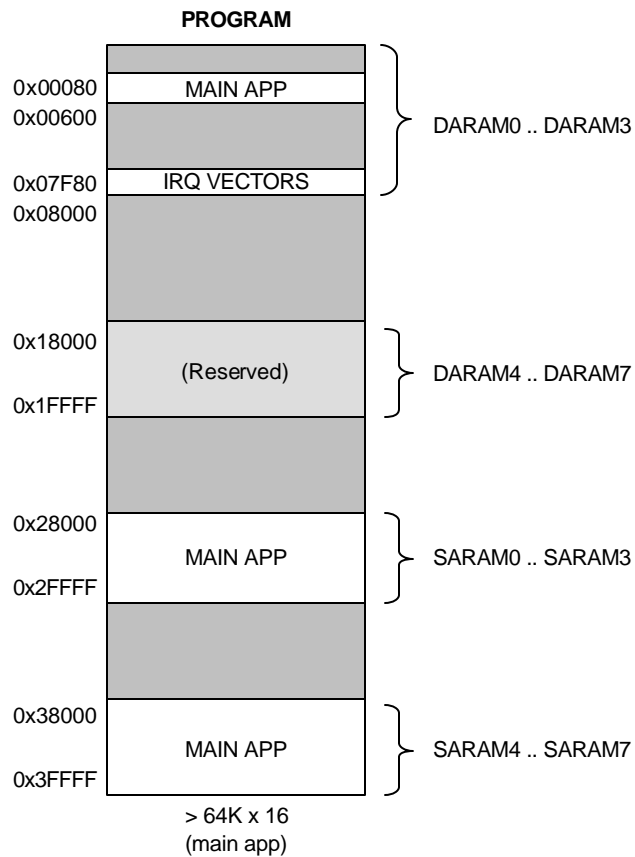 PROGRAM
0x00080
MAIN APP
0x00600
DARAM0 .. DARAM3
0x07F80
IRQ VECTORS
0x08000
0x18000
(Reserved)
DARAM4 .. DARAM7
0x1FFFF
0x28000
MAIN APP
SARAM0 .. SARAM3
0x2FFFF
0x38000
MAIN APP
SARAM4 .. SARAM7
0x3FFFF
> 64K x 16
(main app)